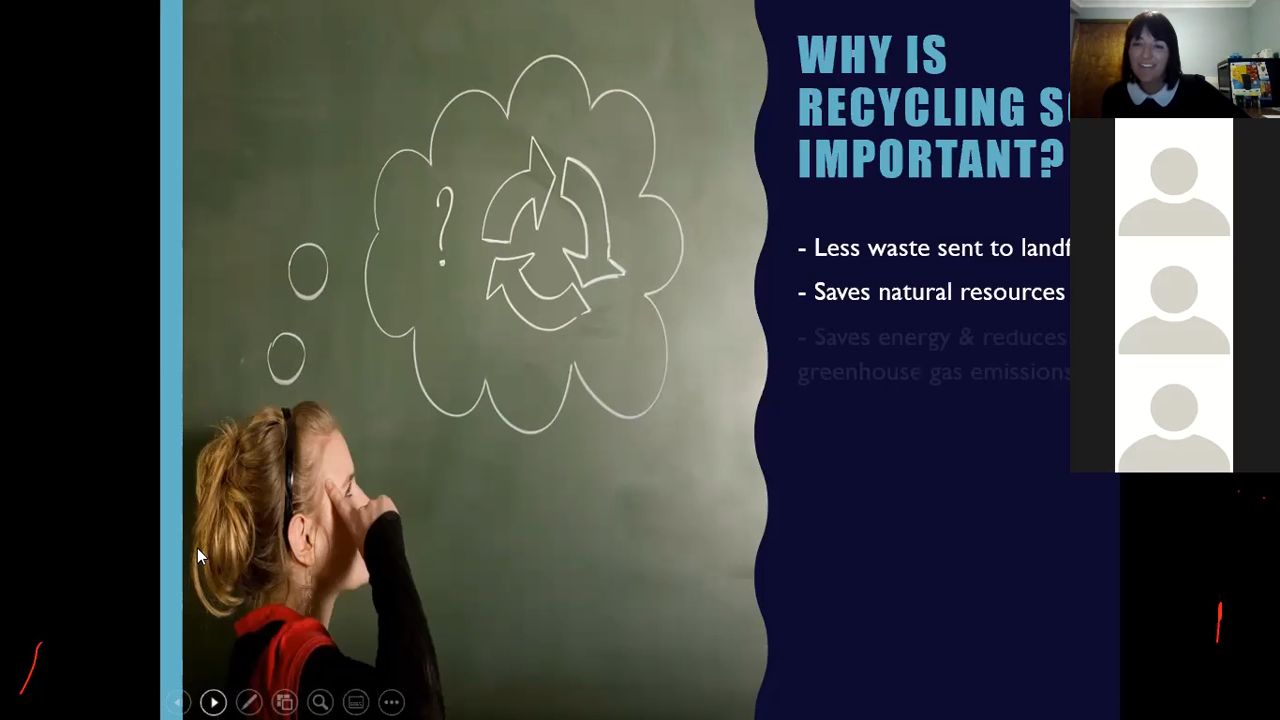 WHY IS
RECYCLING S
IMPORTANT?
- Less waste sent to landf
- Saves natural resources
- Saves energy & reduces
greenhouse gas emissions
?